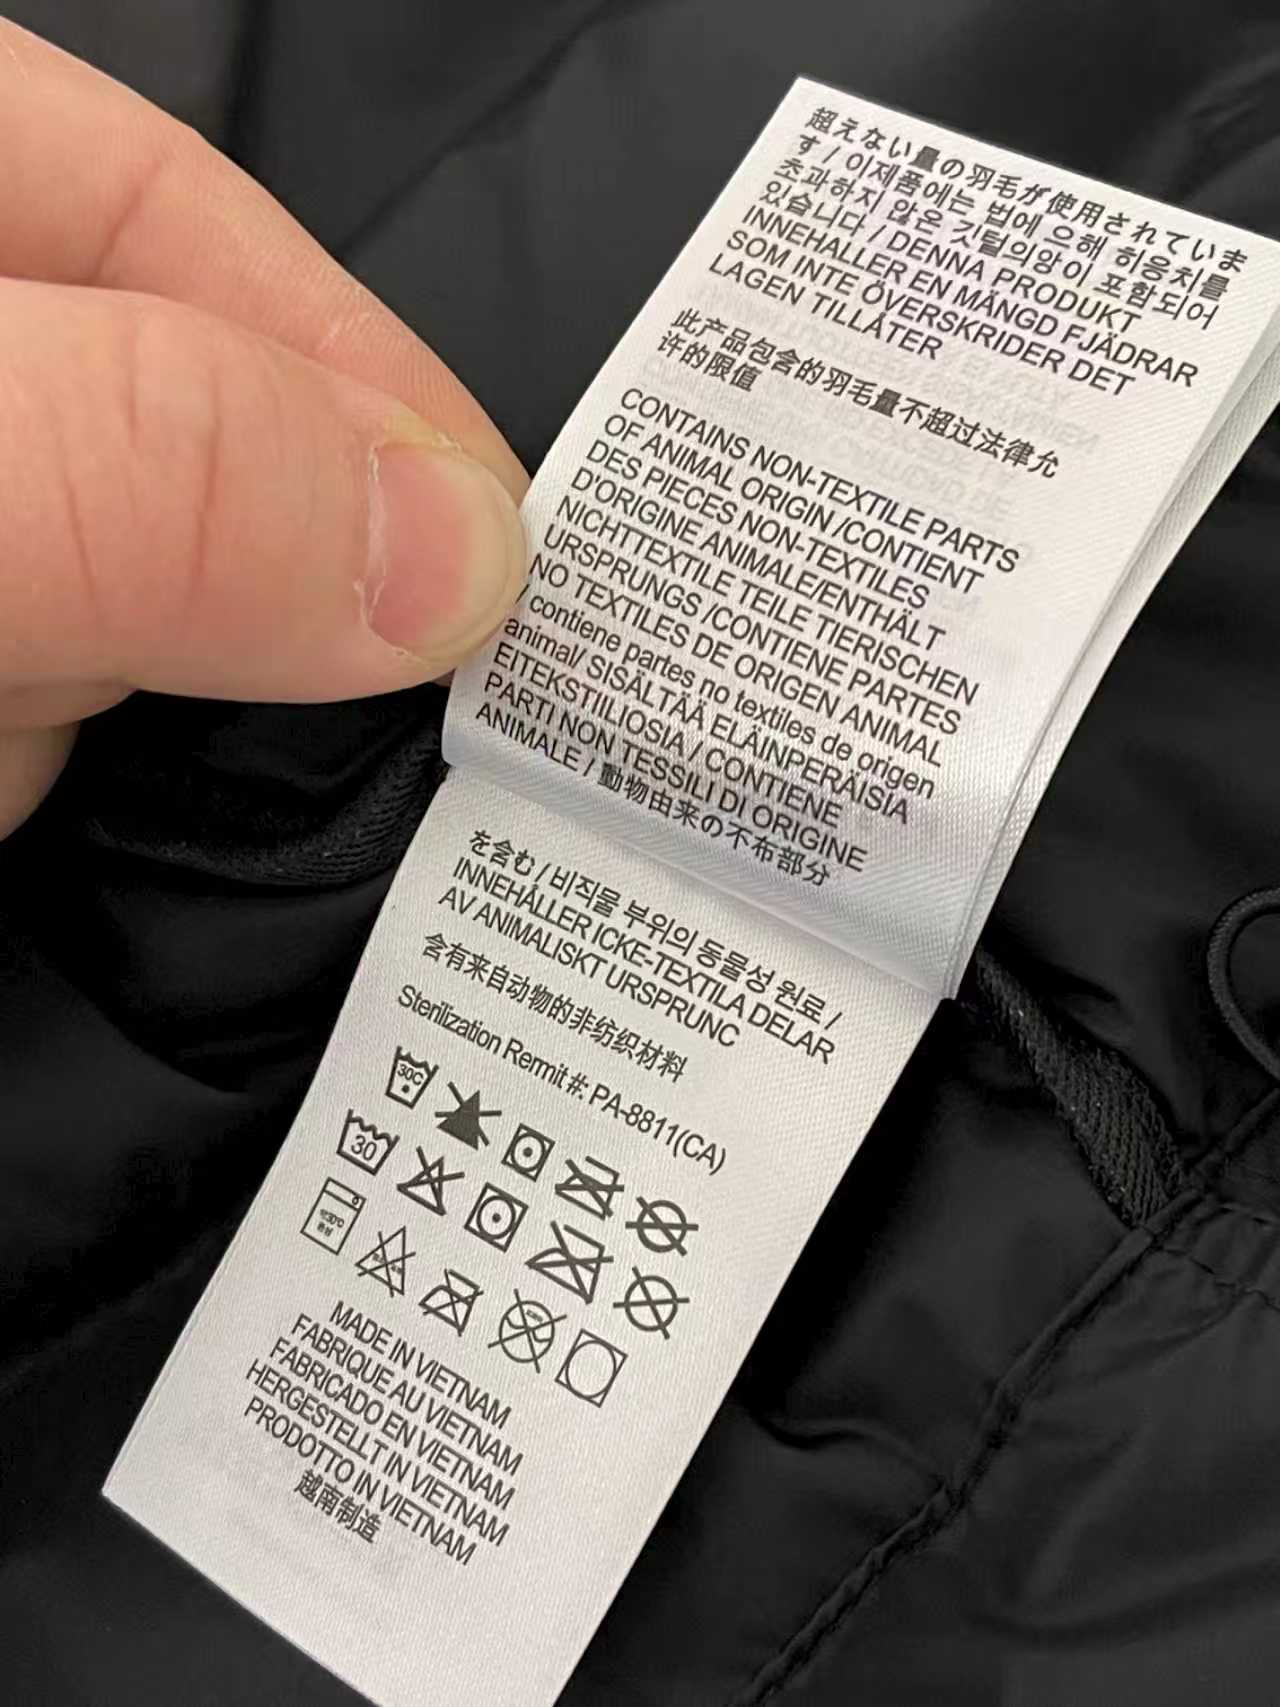 超えない量の羽毛が使用されていま
す / 이제품에는 법에 으해 허용치를
초과하지 않은 깃털의양이 포함되어
있습니다 / DENNA PRODUKT
INNEHALLER EN MÄNGD FJÄDRAR
SOM INTE ÖVERSKRIDER DET
LAGEN TILLÅTER
此产品包含的羽毛量不超过法律允
许的限值
CONTAINS NON-TEXTILE PARTS
OF ANIMAL ORIGIN /CONTIENT
DES PIECES NON-TEXTILES
D'ORIGINE ANIMALE/ENTHÄLT
NICHTTEXTILE TEILE TIERISCHEN
URSPRUNGS /CONTIENE PARTES
NO TEXTILES DE ORIGEN ANIMAL
/ contiene partes no textiles de origen
animal/ SISÄLTÄÄ ELÄINPERÄISIA
EITEKSTIILIOSIA / CONTIENE
PARTI NON TESSILI DI ORIGINE
ANIMALE / 動物由来の不布部分
を含む / 비직물 부위의 동물성 원료 /
INNEHÅLLER ICKE-TEXTILA DELAR
AV ANIMALISKT URSPRUNC
含有来自动物的非纺织材料
Sterilization Rermit #: PA-8811(CA)
30C
30
MADE IN VIETNAM
FABRIQUE AU VIETNAM
FABRICADO EN VIETNAM
HERGESTELLT IN VIETNAM
PRODOTTO IN VIETNAM
越南制造